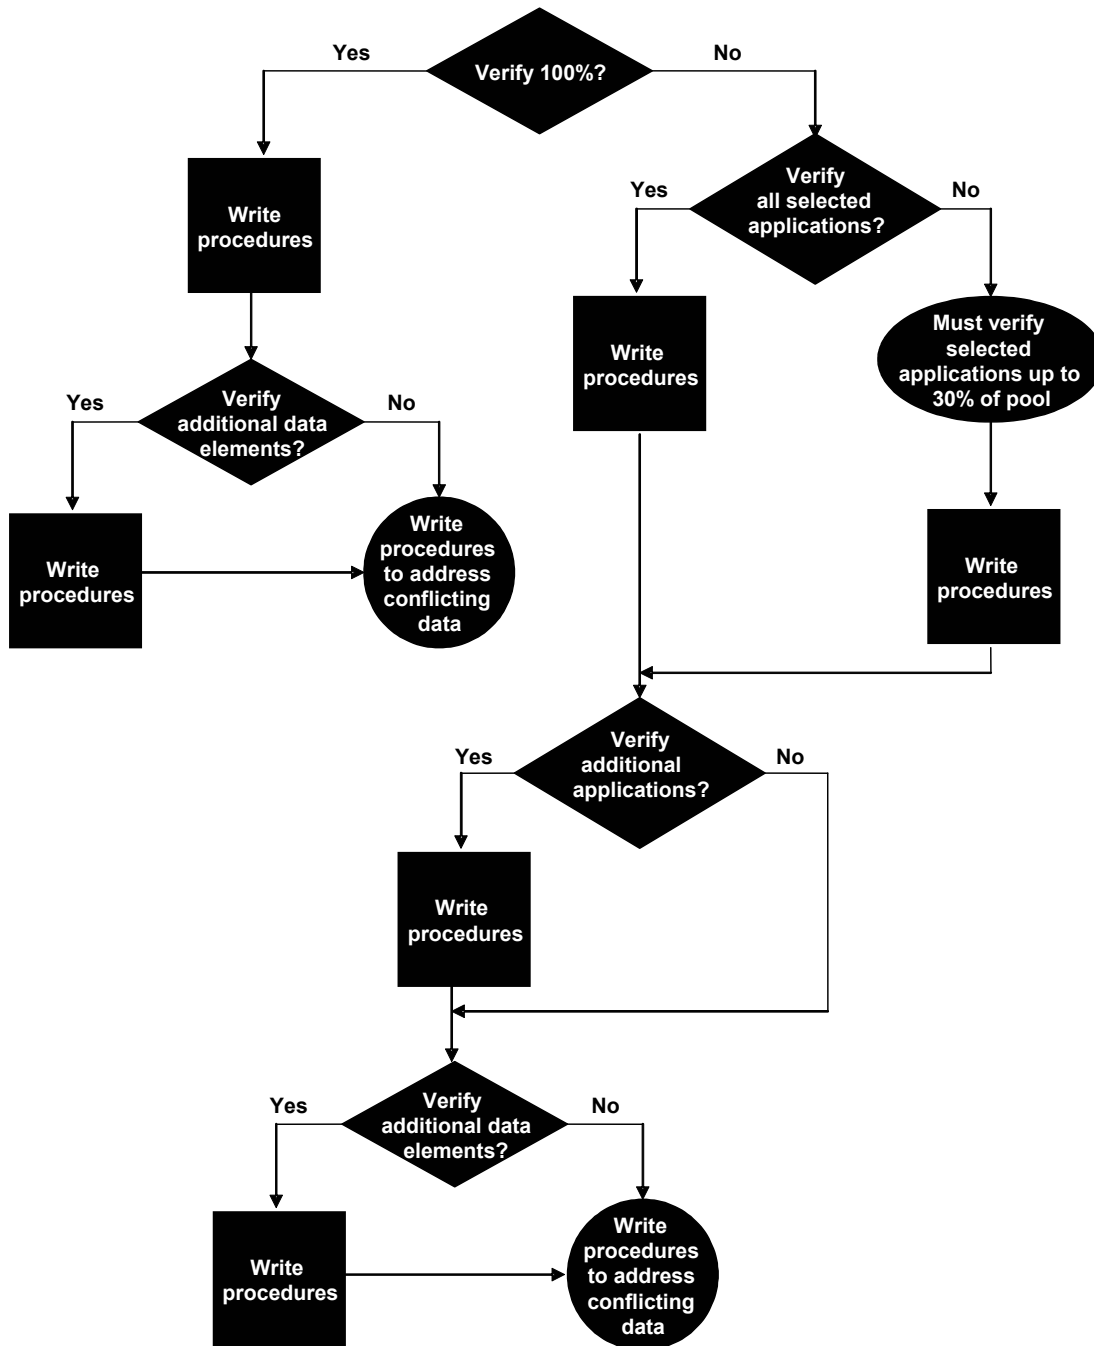 Yes
No
Verify 100%?
Verify
all selected
applications?
Yes
No
Write
procedures
Write
procedures
Must verify
selected
applications up to
30% of pool
Verify
additional data
elements?
Yes
No
Write
procedures
Write
procedures
to address
conflicting
data
Write
procedures
Verify
additional
applications?
Yes
No
Write
procedures
Verify
additional data
elements?
Yes
No
Write
procedures
Write
procedures
to address
conflicting
data